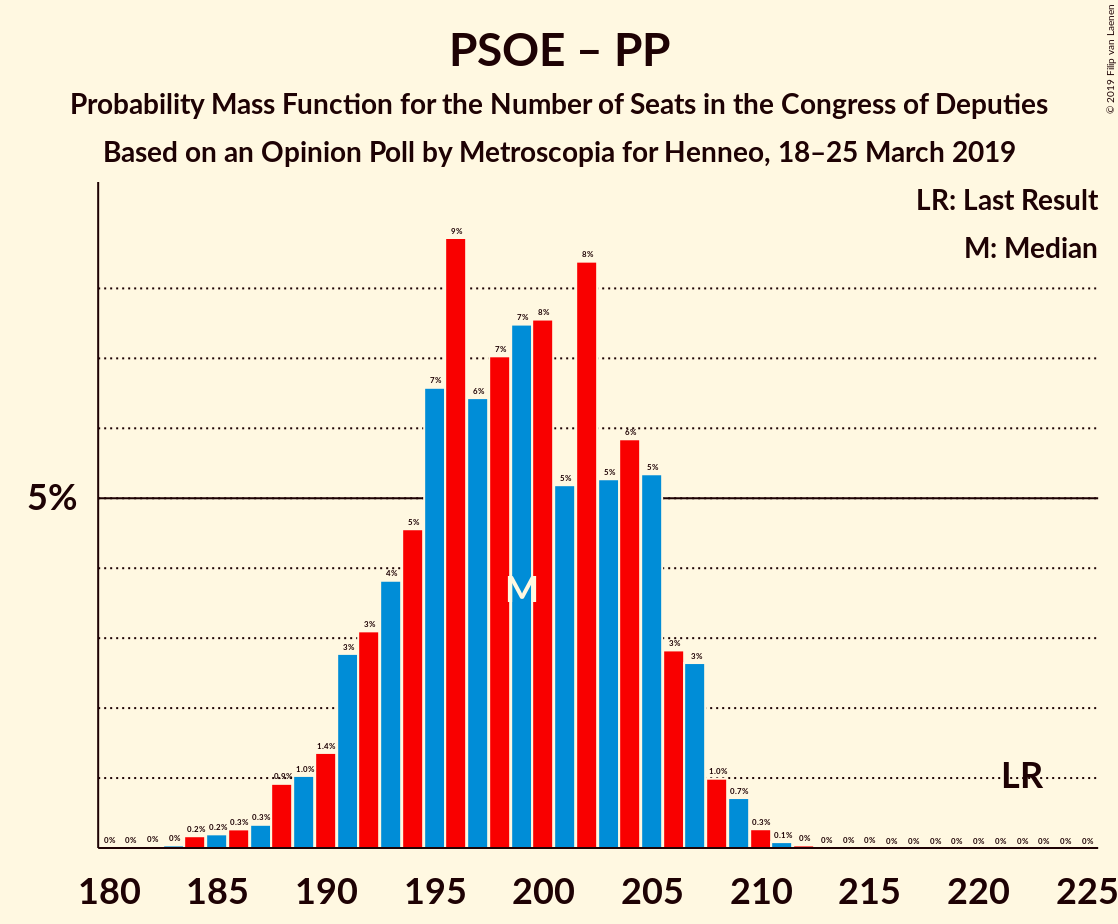 PSOE – PP
Probability Mass Function for the Number of Seats in the Congress of Deputies
Based on an Opinion Poll by Metroscopia for Henneo, 18–25 March 2019
© 2019 Filip van Laenen
LR: Last Result
M: Median
5%
0% 0% 0% 0% 0.2% 0.2% 0.3% 0.3% 0.9% 1.0% 1.4% 3% 3% 4% 5% 7% 9% 6% 7% 7% 8% 5% 8% 5% 6% 5% 3% 3% 1.0% 0.7% 0.3% 0.1% 0% 0% 0% 0% 0% 0% 0% 0% 0% 0% 0% 0% 0% 0%
M
LR
180 185 190 195 200 205 210 215 220 225